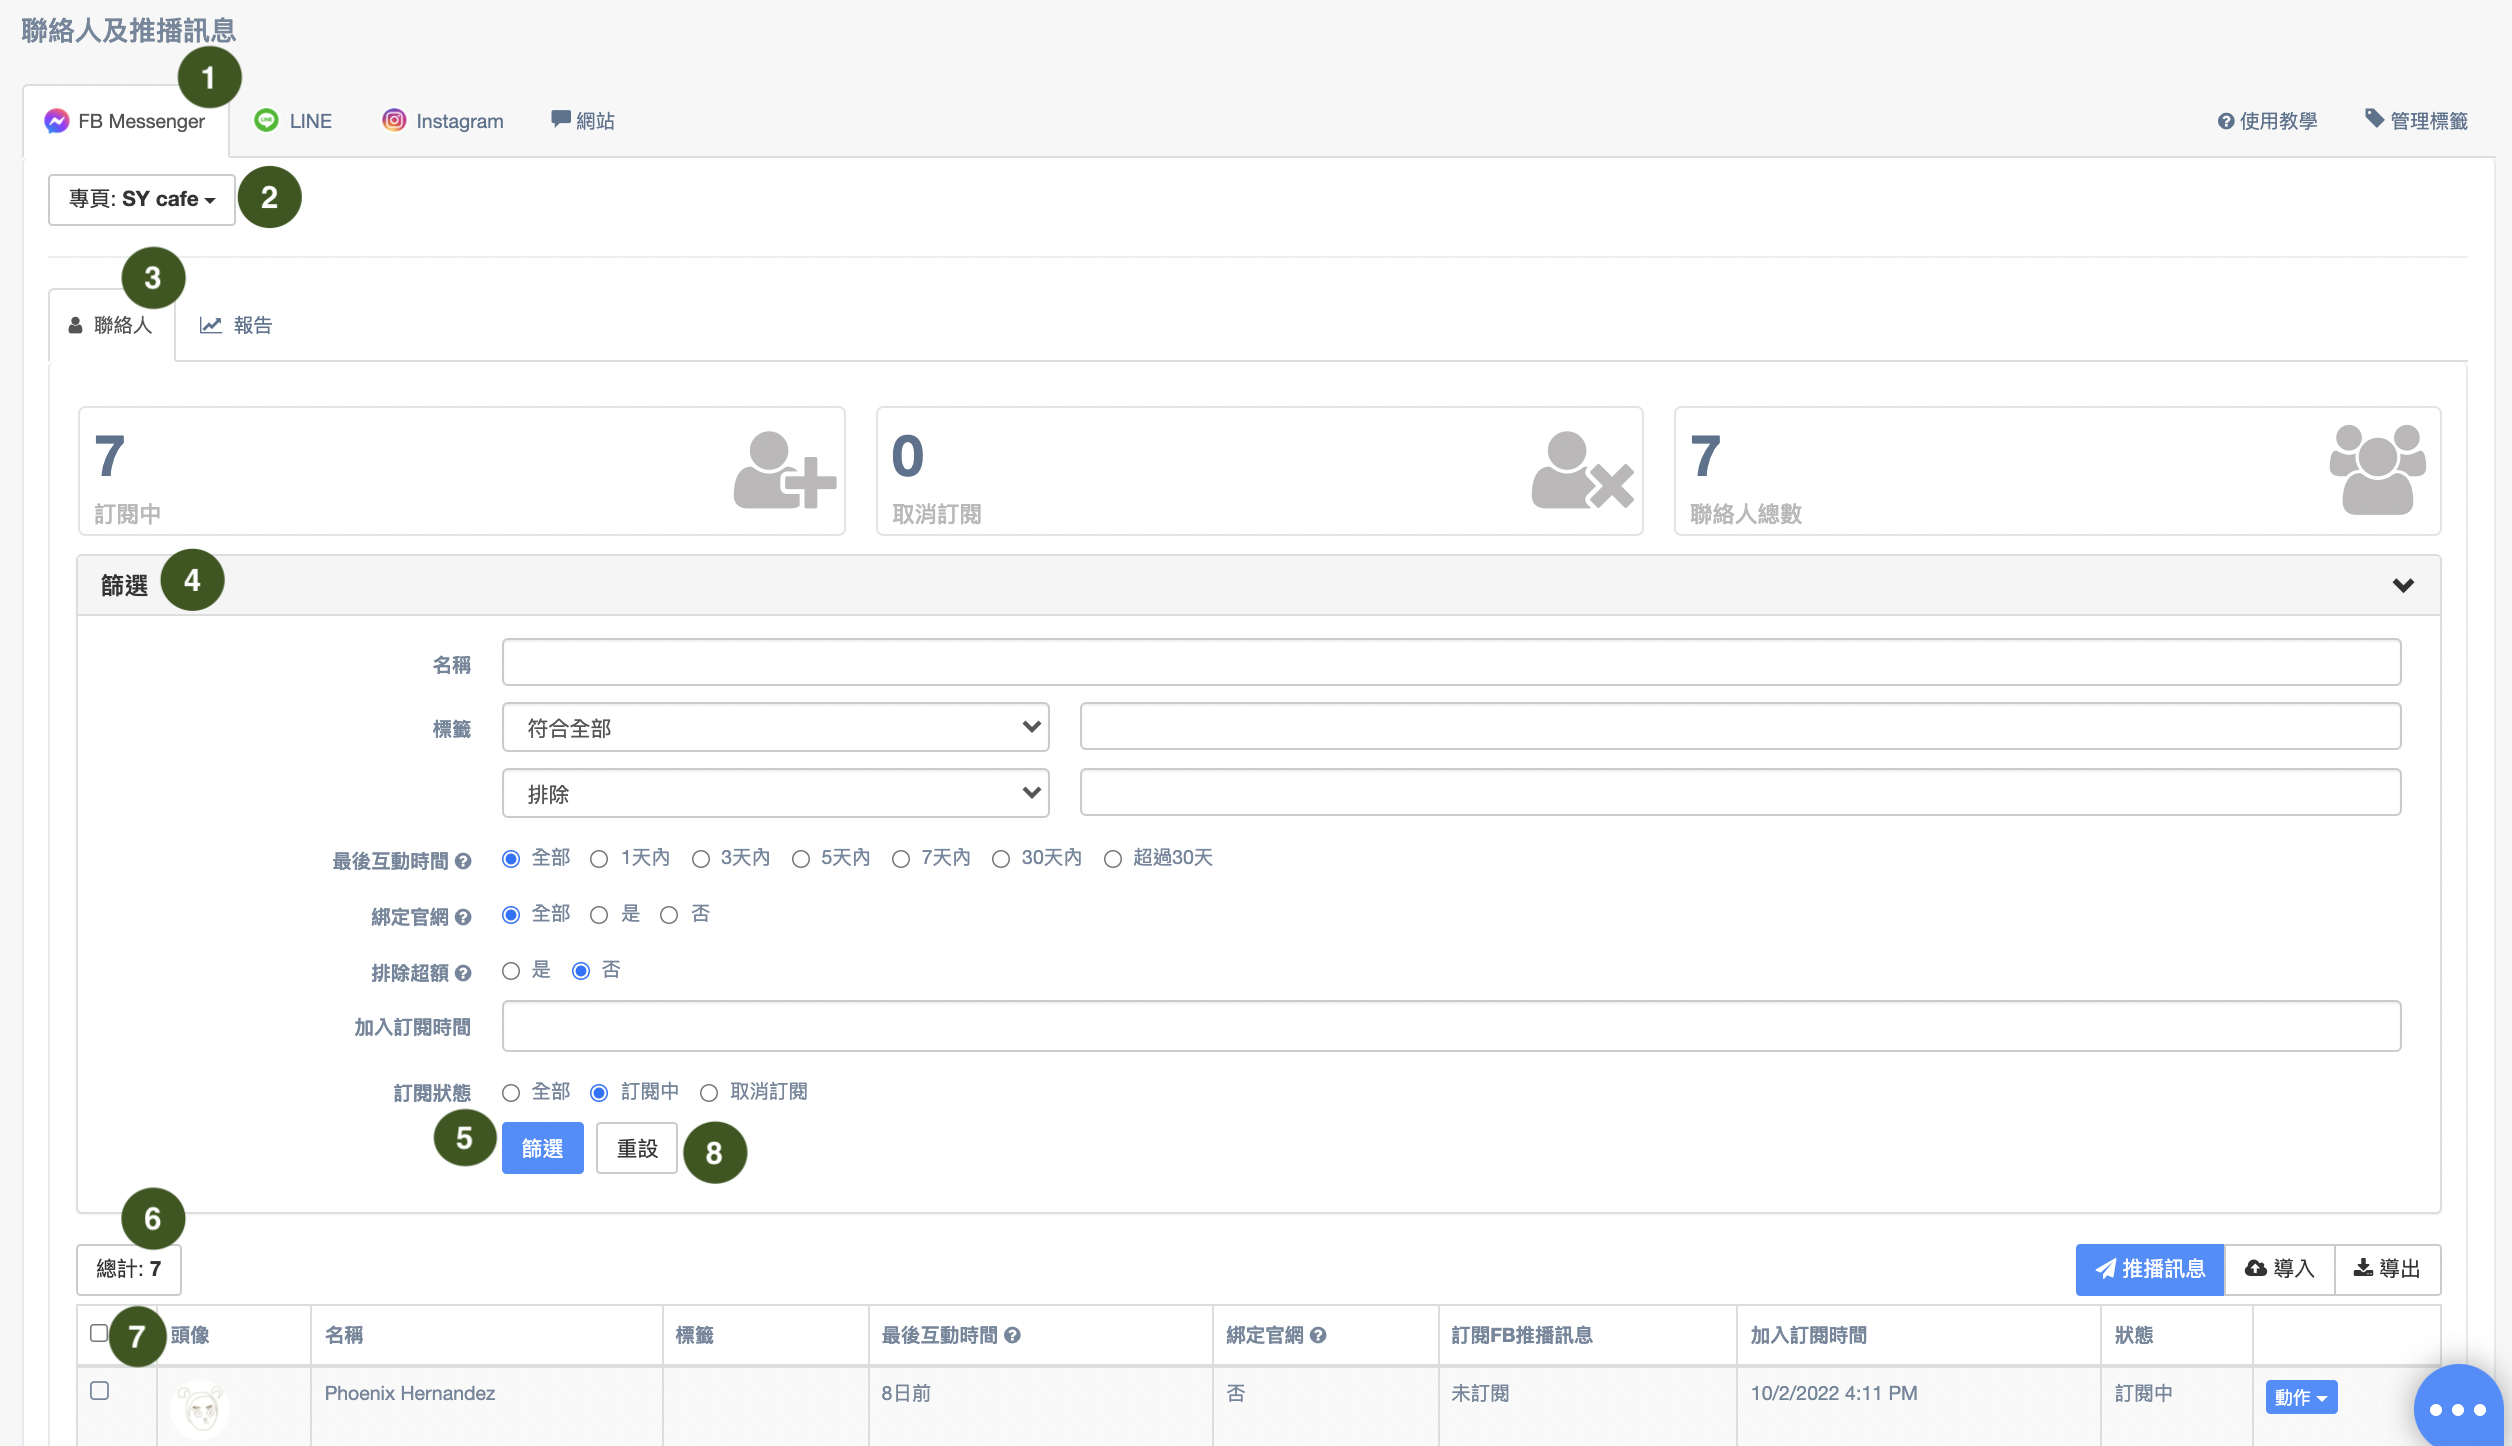 聯絡人及推播訊息
1
FB Messenger LINE Instagram 網站 使用教學 管理標籤
專頁: SY cafe 2
3
聯絡人 報告
7 0 7
訂閱中 取消訂閱 聯絡人總數
篩選 4
名稱
標籤 符合全部
排除
最後互動時間 全部 1天內 3天內 5天內 7天內 30天內 超過30天
綁定官網 全部 是 否
排除超額 是 否
加入訂閱時間
訂閱狀態 全部 訂閱中 取消訂閱
5 篩選 重設 8
6
總計: 7 推播訊息 導入 導出
7 頭像 名稱 標籤 最後互動時間 綁定官網 訂閱FB推播訊息 加入訂閱時間 狀態
Phoenix Hernandez 8日前 否 未訂閱 10/2/2022 4:11 PM 訂閱中 動作